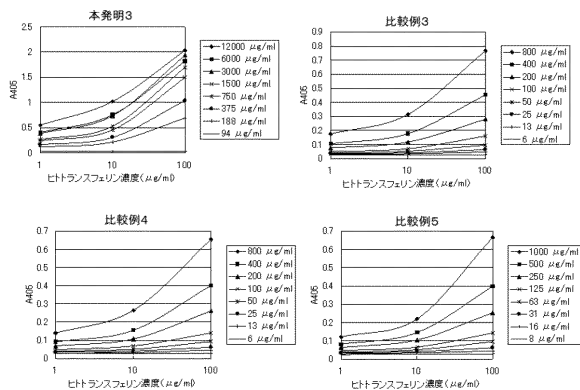 本発明3
A405
2.5
2
1.5
1
0.5
0
1
10
100
ヒトトランスフェリン濃度(μg/ml)
12000 μg/ml
6000 μg/ml
3000 μg/ml
1500 μg/ml
750 μg/ml
375 μg/ml
188 μg/ml
94 μg/ml
比較例3
A405
0.9
0.8
0.7
0.6
0.5
0.4
0.3
0.2
0.1
0
1
10
100
ヒトトランスフェリン濃度(μg/ml)
800 μg/ml
400 μg/ml
200 μg/ml
100 μg/ml
50 μg/ml
25 μg/ml
13 μg/ml
6 μg/ml
比較例4
A405
0.7
0.6
0.5
0.4
0.3
0.2
0.1
0
1
10
100
ヒトトランスフェリン濃度(μg/ml)
800 μg/ml
400 μg/ml
200 μg/ml
100 μg/ml
50 μg/ml
25 μg/ml
13 μg/ml
6 μg/ml
比較例5
A405
0.7
0.6
0.5
0.4
0.3
0.2
0.1
0
1
10
100
ヒトトランスフェリン濃度(μg/ml)
1000 μg/ml
500 μg/ml
250 μg/ml
125 μg/ml
63 μg/ml
31 μg/ml
16 μg/ml
8 μg/ml